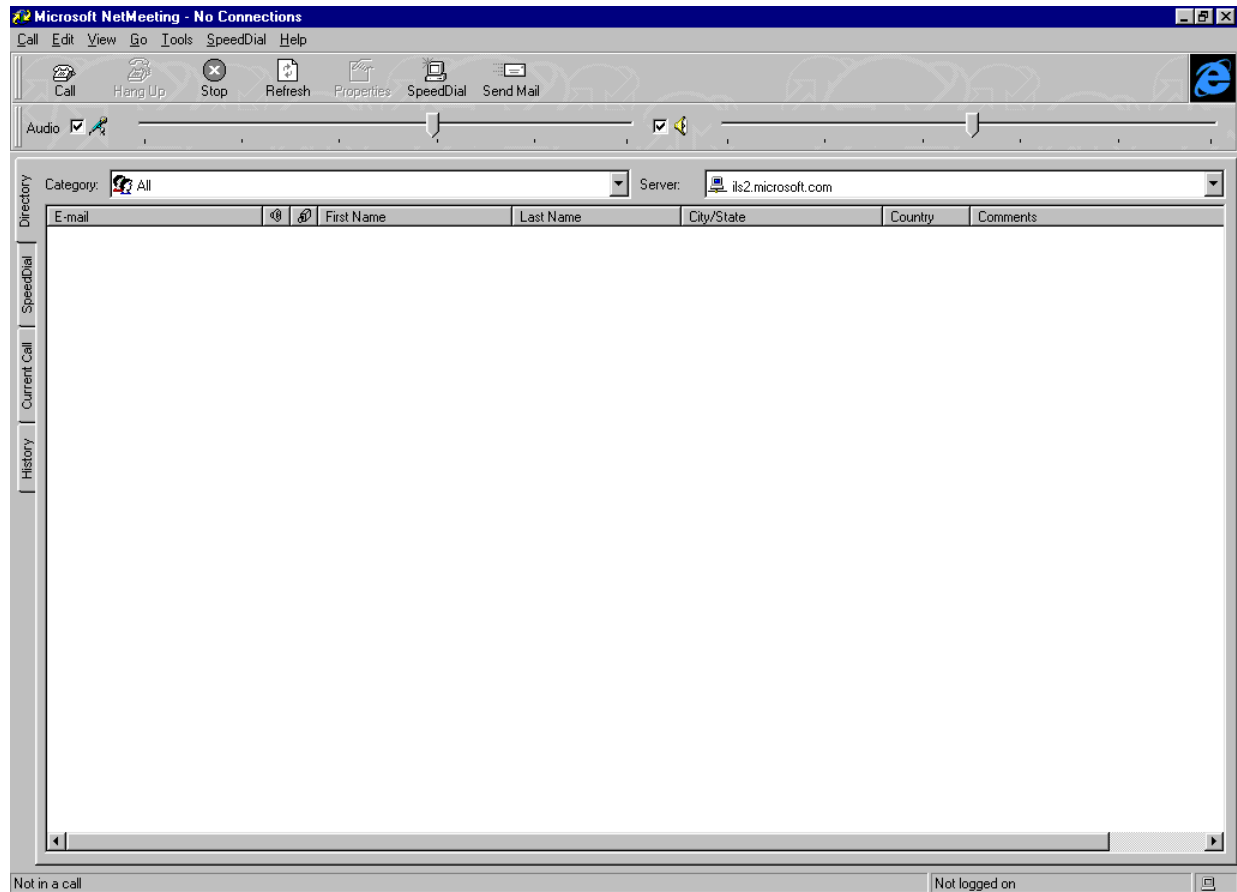 Microsoft NetMeeting - No Connections
Call Edit View Go Tools SpeedDial Help
Call Hang Up Stop Refresh Properties SpeedDial Send Mail
Audio
Directory
Category: All Server: ils2.microsoft.com
E-mail First Name Last Name City/State Country Comments
SpeedDial
Current Call
History
Not in a call Not logged on